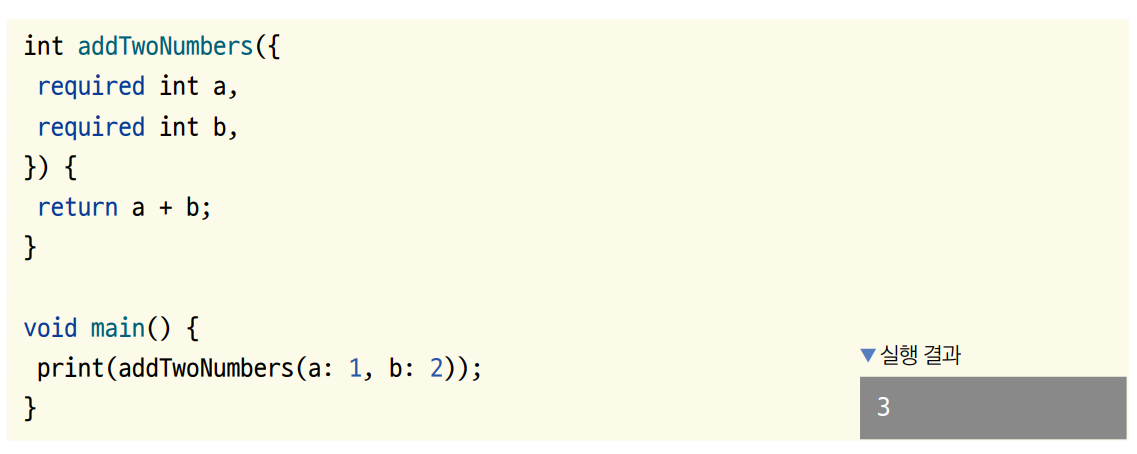 int addTwoNumbers({
 required int a,
 required int b,
}) {
 return a + b;
}

void main() {
 print(addTwoNumbers(a: 1, b: 2));
}
▼실행 결과
3